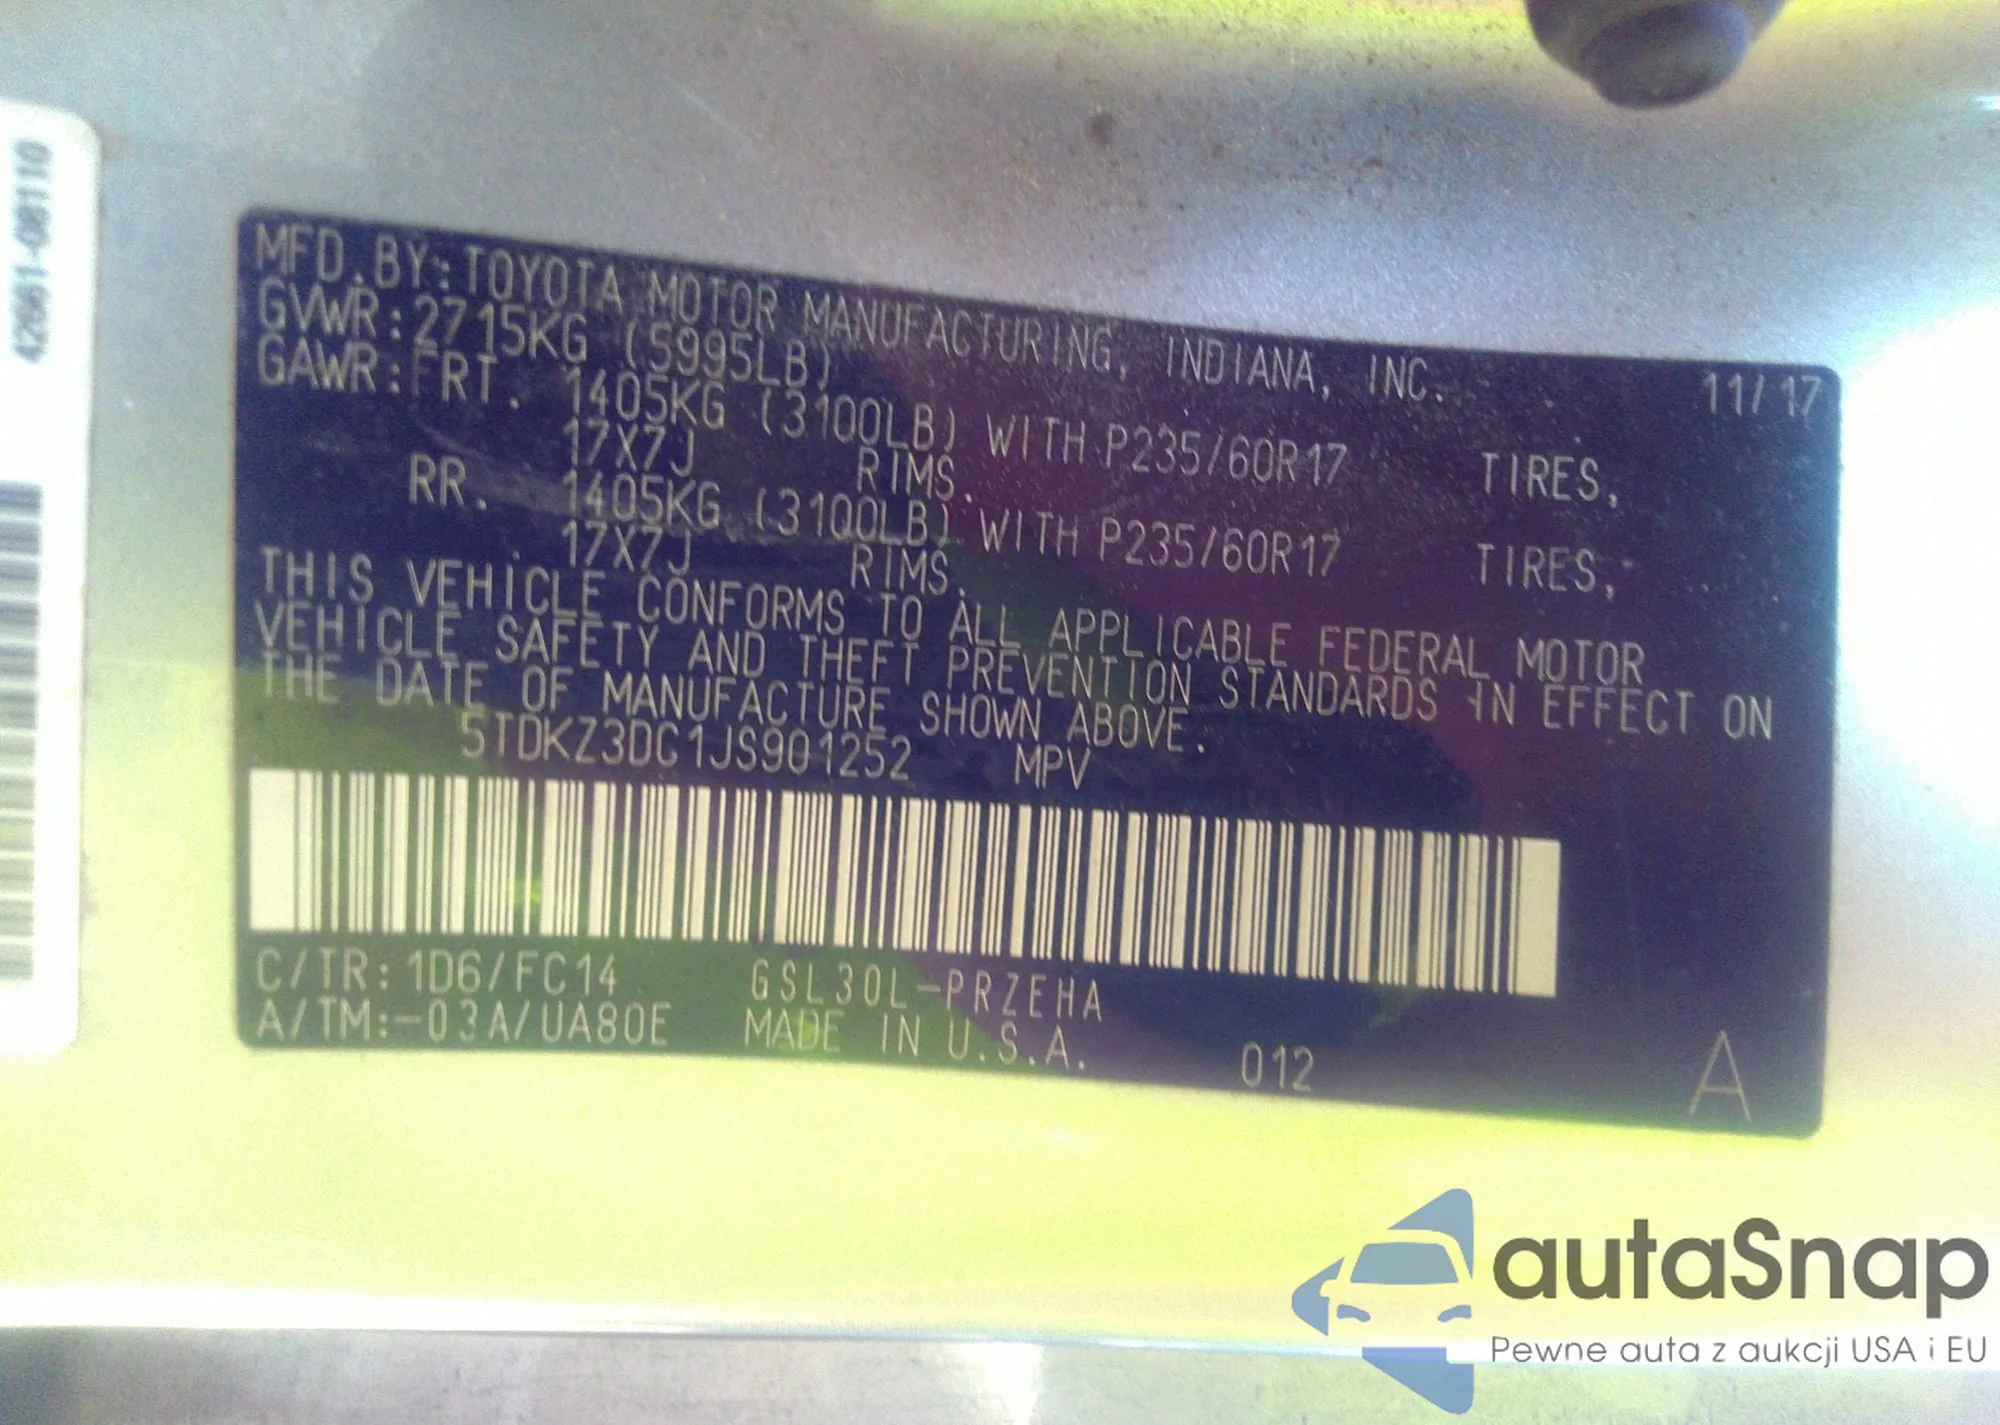 42661-08110
MFD.BY:TOYOTA MOTOR MANUFACTURING, INDIANA, INC. 11/17
GVWR:2715KG (5995LB)
GAWR:FRT. 1405KG (3100LB) WITH P235/60R17 TIRES,
17X7J RIMS.
RR. 1405KG (3100LB) WITH P235/60R17 TIRES,
17X7J RIMS.
THIS VEHICLE CONFORMS TO ALL APPLICABLE FEDERAL MOTOR
VEHICLE SAFETY AND THEFT PREVENTION STANDARDS IN EFFECT ON
THE DATE OF MANUFACTURE SHOWN ABOVE.
5TDKZ3DC1JS901252 MPV
C/TR:1D6/FC14 GSL30L-PRZEHA
A/TM:-03A/UA80E MADE IN U.S.A. 012 A
autaSnap
Pewne auta z aukcji USA i EU